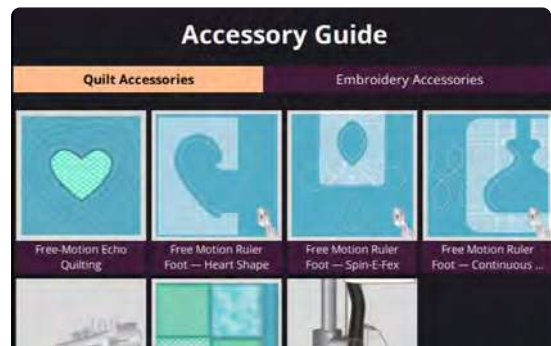 Accessory Guide
Quilt Accessories
Embroidery Accessories
Free-Motion Echo
Quilting
Free Motion Ruler
Foot — Heart Shape
Free Motion Ruler
Foot — Spin-E-Fex
Free Motion Ruler
Foot — Continuous ...